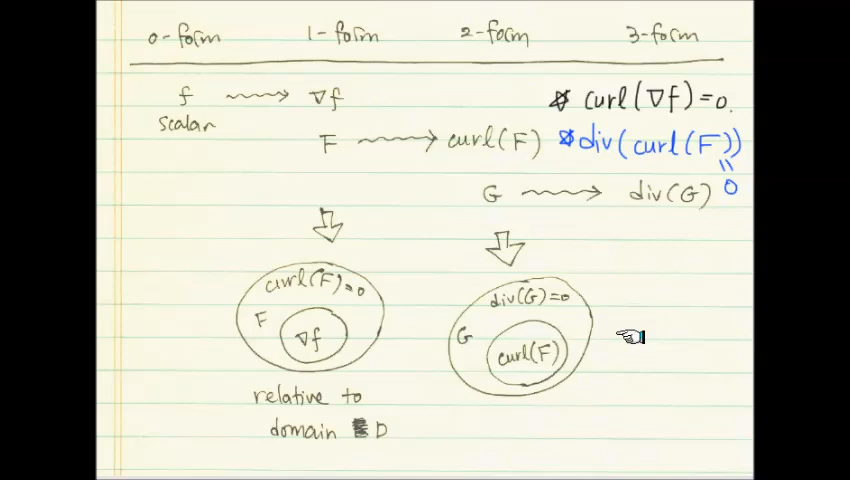 0-form 1-form 2-form 3-form
f ⇝ ∇f ☆ curl(∇f)=0.
scalar
F ⇝ curl(F) ☆ div(curl(F))
=
G ⇝ div(G) 0
curl(F)=0
div(G)=0
F
∇f
G
curl(F)
relative to
domain D